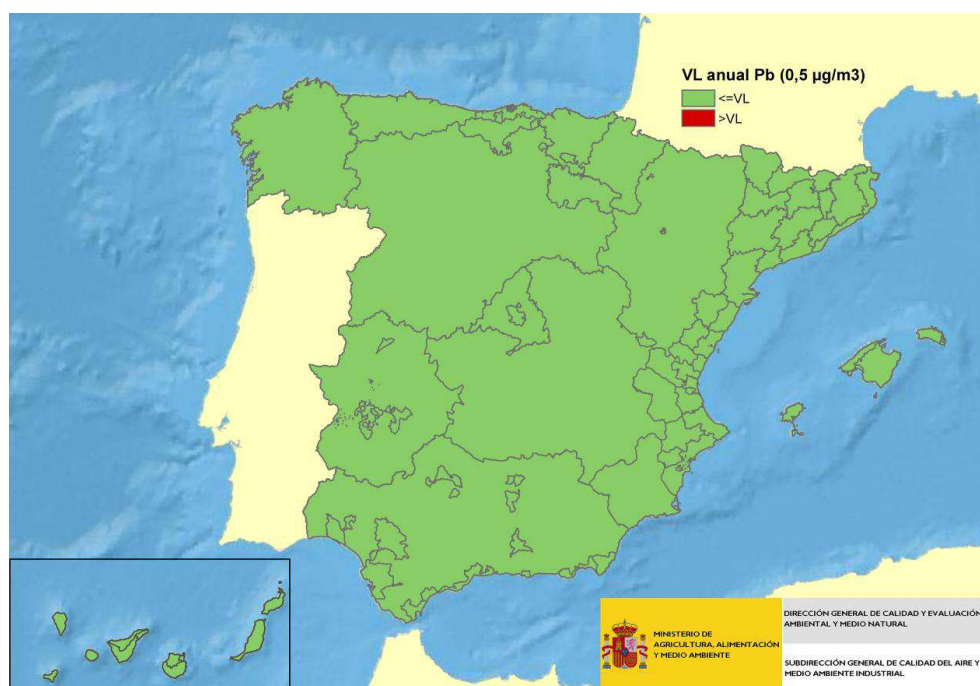 VL anual Pb (0,5 µg/m3)
<=VL
>VL
MINISTERIO DE
AGRICULTURA, ALIMENTACIÓN
Y MEDIO AMBIENTE
DIRECCIÓN GENERAL DE CALIDAD Y EVALUACIÓN
AMBIENTAL Y MEDIO NATURAL
SUBDIRECCIÓN GENERAL DE CALIDAD DEL AIRE Y
MEDIO AMBIENTE INDUSTRIAL